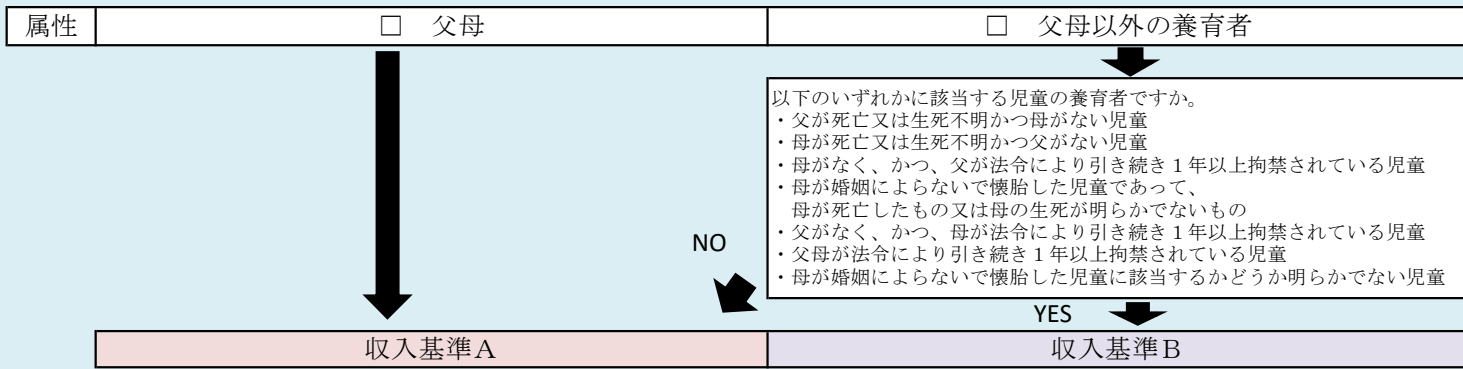 属性
□ 父母
□ 父母以外の養育者
以下のいずれかに該当する児童の養育者ですか。
・父が死亡又は生死不明かつ母がない児童
・母が死亡又は生死不明かつ父がない児童
・母がなく、かつ、父が法令により引き続き１年以上拘禁されている児童
・母が婚姻によらないで懐胎した児童であって、
母が死亡したもの又は母の生死が明らかでないもの
・父がなく、かつ、母が法令により引き続き１年以上拘禁されている児童
・父母が法令により引き続き１年以上拘禁されている児童
・母が婚姻によらないで懐胎した児童に該当するかどうか明らかでない児童
NO
YES
収入基準Ａ
収入基準Ｂ